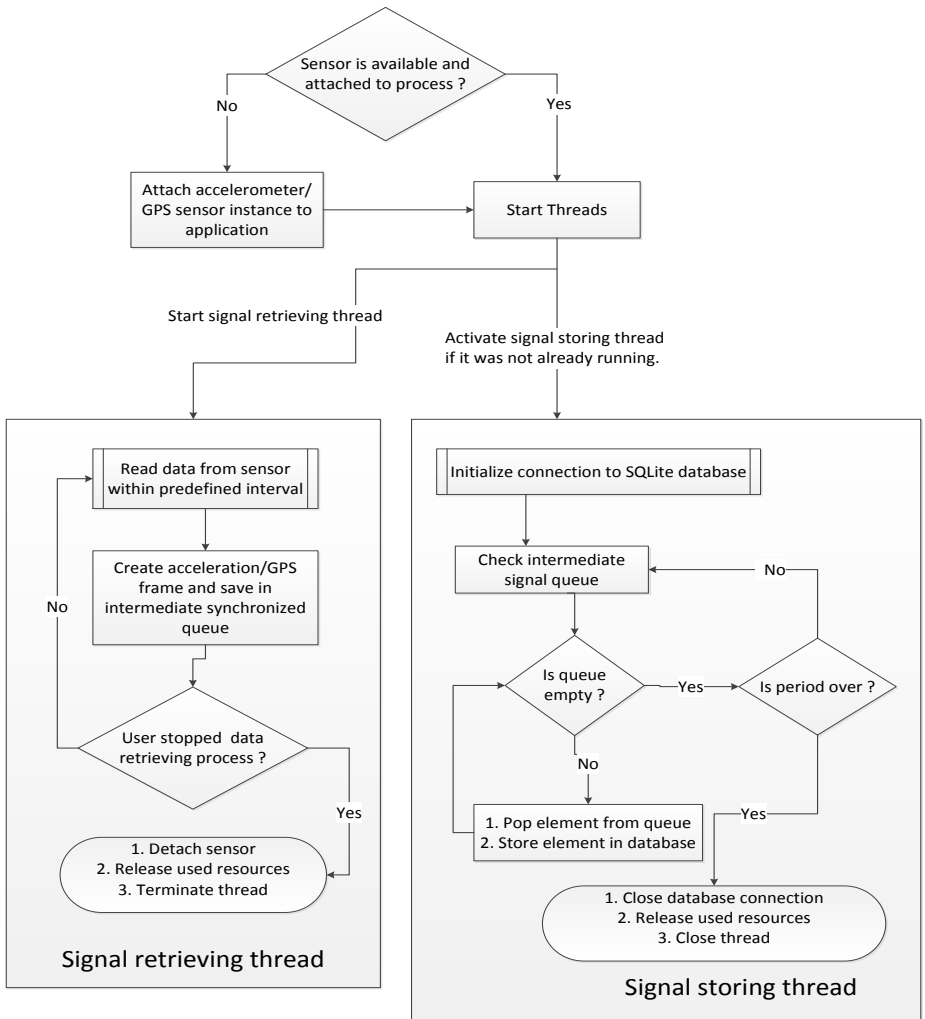 Sensor is available and
attached to process ?
No
Yes
Attach accelerometer/
GPS sensor instance to
application
Start Threads
Start signal retrieving thread
Activate signal storing thread
if it was not already running.
Read data from sensor
within predefined interval
Create acceleration/GPS
frame and save in
intermediate synchronized
queue
No
User stopped data
retrieving process ?
Yes
1. Detach sensor
2. Release used resources
3. Terminate thread
Signal retrieving thread
Initialize connection to SQLite database
Check intermediate
signal queue
No
Is queue
empty ?
Yes
Is period over ?
No
1. Pop element from queue
2. Store element in database
Yes
1. Close database connection
2. Release used resources
3. Close thread
Signal storing thread